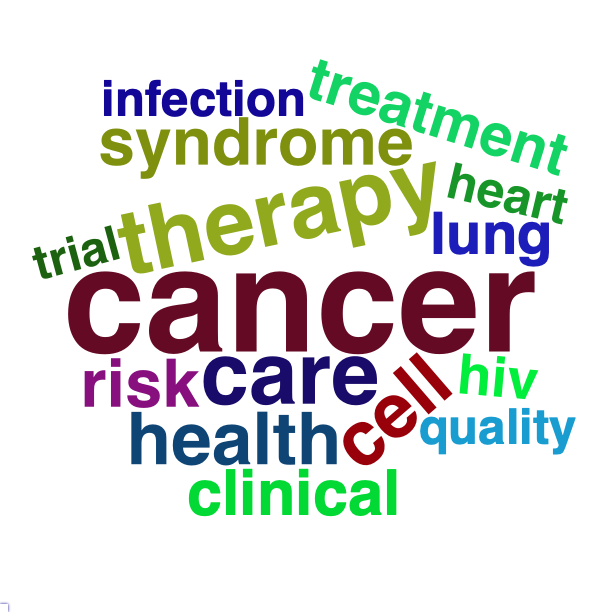 infection
treatment
syndrome
therapy
heart
trial
lung
cancer
risk
care
cell
hiv
health
quality
clinical